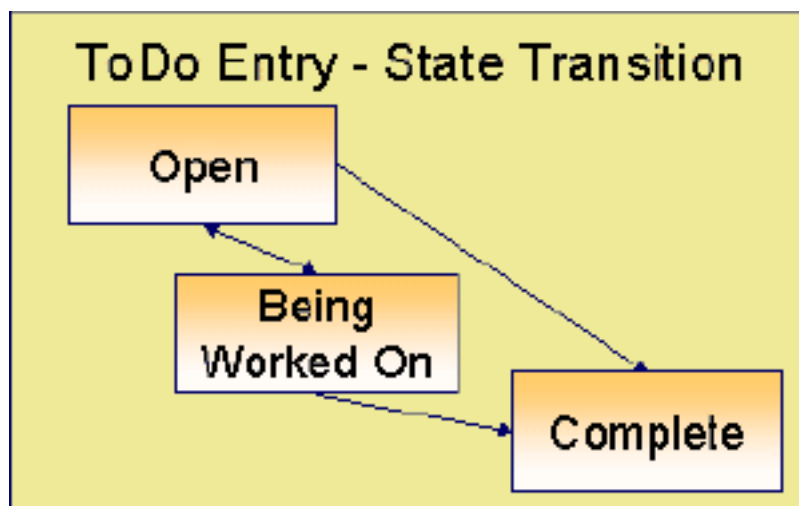 ToDo Entry - State Transition
Open
Being
Worked On
Complete